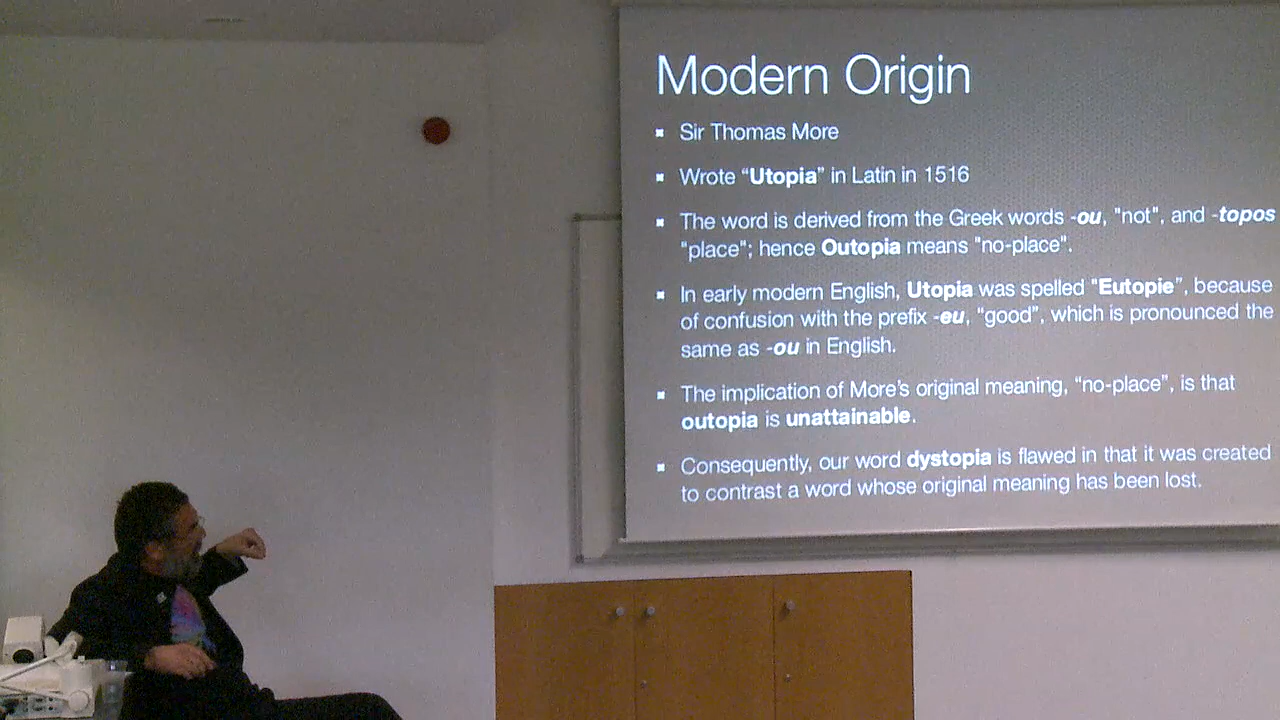 Modern Origin
Sir Thomas More
Wrote “Utopia” in Latin in 1516
The word is derived from the Greek words -ou, "not", and -topos
"place"; hence Outopia means "no-place".
In early modern English, Utopia was spelled "Eutopie”, because
of confusion with the prefix -eu, “good”, which is pronounced the
same as -ou in English.
The implication of More’s original meaning, “no-place”, is that
outopia is unattainable.
Consequently, our word dystopia is flawed in that it was created
to contrast a word whose original meaning has been lost.